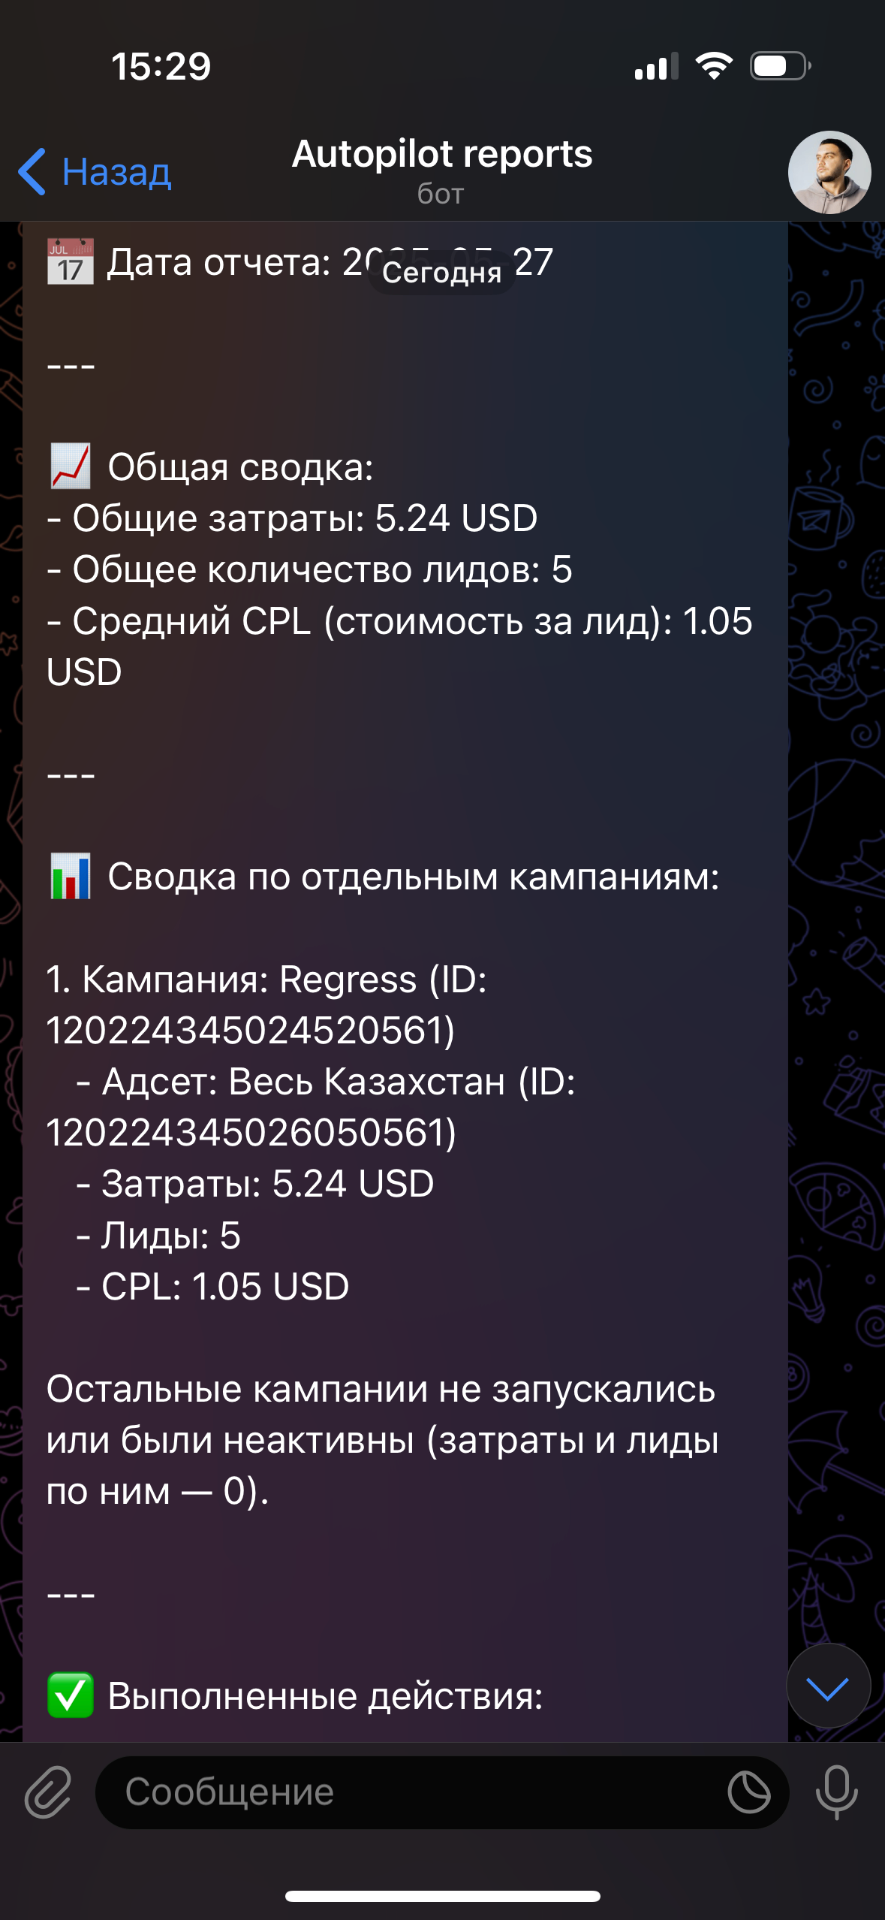 15:29
Назад
Autopilot reports
бот
JUL
17
Дата отчета: 2025-05-27
Сегодня
---
Общая сводка:
- Общие затраты: 5.24 USD
- Общее количество лидов: 5
- Средний CPL (стоимость за лид): 1.05
USD
---
Сводка по отдельным кампаниям:
1. Кампания: Regress (ID:
120224345024520561)
- Адсет: Весь Казахстан (ID:
120224345026050561)
- Затраты: 5.24 USD
- Лиды: 5
- CPL: 1.05 USD
Остальные кампании не запускались
или были неактивны (затраты и лиды
по ним — 0).
---
Выполненные действия:
Сообщение